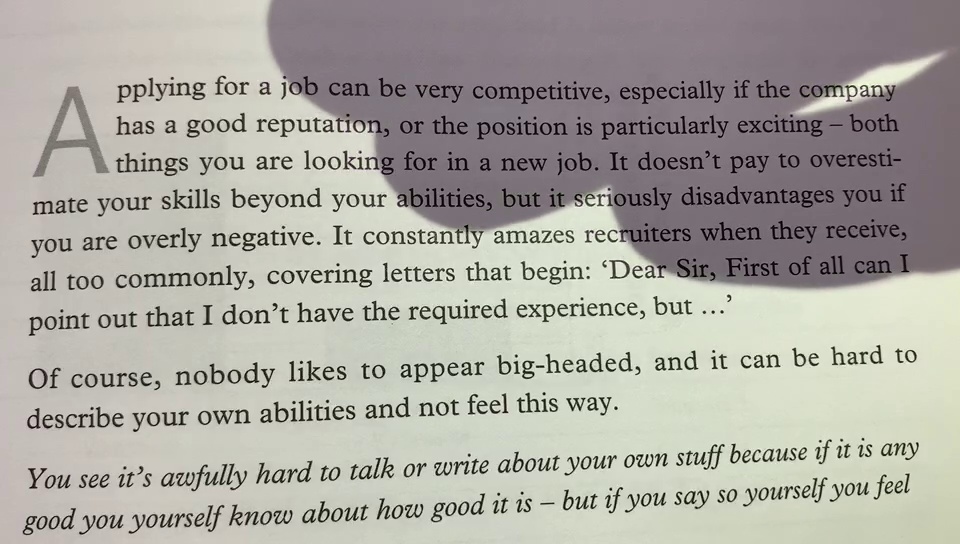 Applying for a job can be very competitive, especially if the company
has a good reputation, or the position is particularly exciting – both
things you are looking for in a new job. It doesn’t pay to overesti-
mate your skills beyond your abilities, but it seriously disadvantages you if
you are overly negative. It constantly amazes recruiters when they receive,
all too commonly, covering letters that begin: ‘Dear Sir, First of all can I
point out that I don’t have the required experience, but …’
Of course, nobody likes to appear big-headed, and it can be hard to
describe your own abilities and not feel this way.
You see it’s awfully hard to talk or write about your own stuff because if it is any
good you yourself know about how good it is – but if you say so yourself you feel